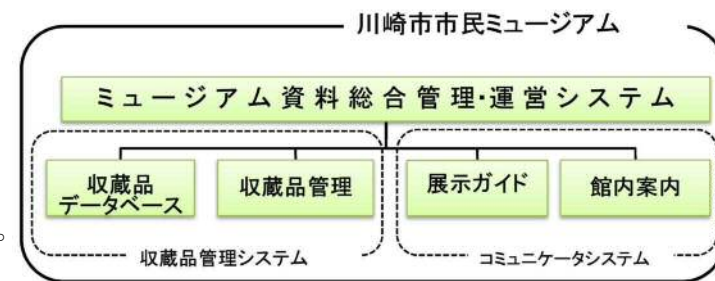 川崎市市民ミュージアム
ミュージアム資料総合管理・運営システム
収蔵品
データベース
収蔵品管理
展示ガイド
館内案内
。
収蔵品管理システム
コミュニケータシステム